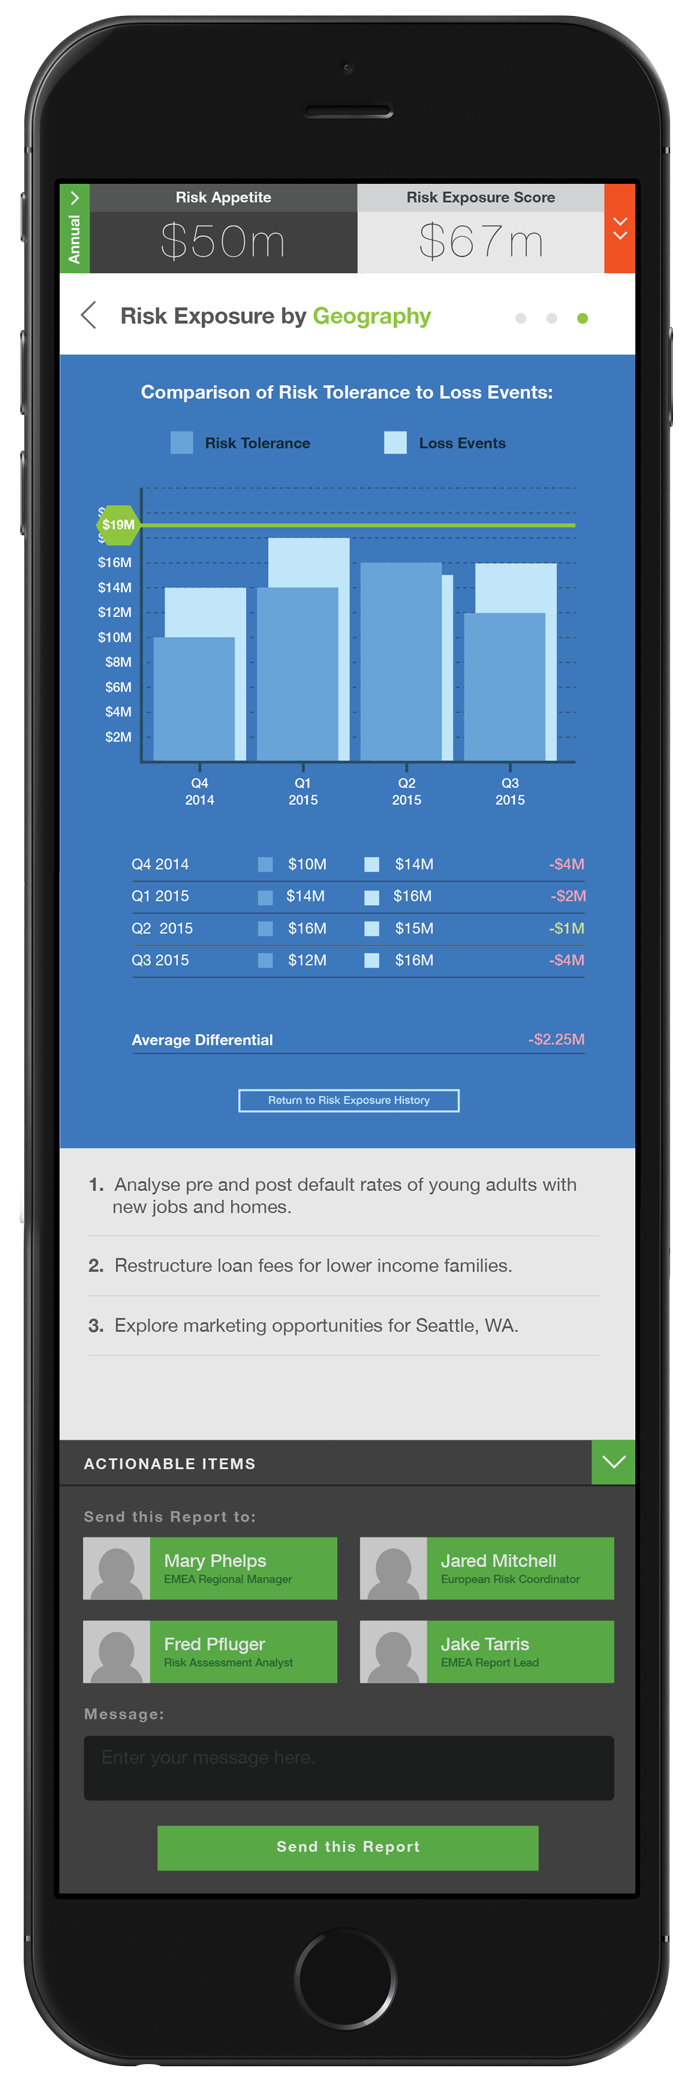 Annual
Risk Appetite
$50m
Risk Exposure Score
$67m
Risk Exposure by Geography
Comparison of Risk Tolerance to Loss Events:
Risk Tolerance
Loss Events
$19M
$16M
$14M
$12M
$10M
$8M
$6M
$4M
$2M
Q4
2014
Q1
2015
Q2
2015
Q3
2015
Q4 2014 $10M $14M -$4M
Q1 2015 $14M $16M -$2M
Q2 2015 $16M $15M -$1M
Q3 2015 $12M $16M -$4M
Average Differential -$2.25M
Return to Risk Exposure History
1. Analyse pre and post default rates of young adults with
new jobs and homes.
2. Restructure loan fees for lower income families.
3. Explore marketing opportunities for Seattle, WA.
ACTIONABLE ITEMS
Send this Report to:
Mary Phelps
EMEA Regional Manager
Jared Mitchell
European Risk Coordinator
Fred Pfluger
Risk Assessment Analyst
Jake Tarris
EMEA Report Lead
Message:
Enter your message here.
Send this Report